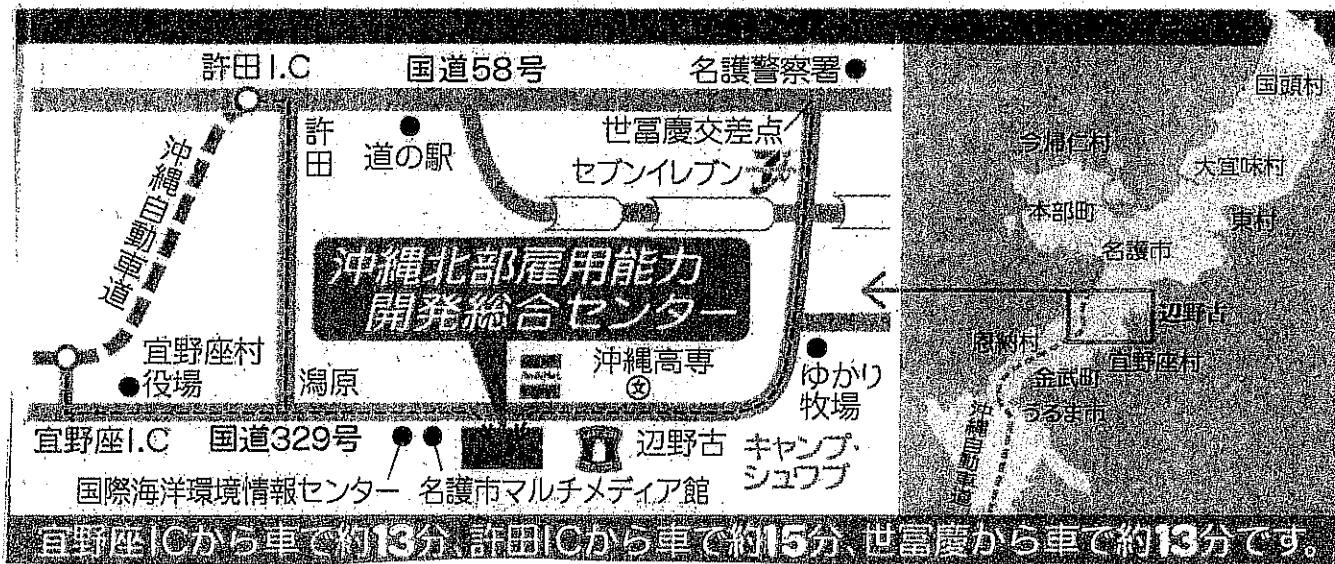 許田I.C
国道58号
名護警察署
許田
道の駅
世冨慶交差点
セブンイレブン
沖縄自動車道
沖縄北部雇用能力
開発総合センター
宜野座村
役場
潟原
沖縄高専
文
ゆかり
牧場
宜野座I.C
国道329号
辺野古
キャンプ・
シュワブ
国際海洋環境情報センター
名護市マルチメディア館
国頭村
今帰仁村
大宜味村
本部町
東村
名護市
辺野古
恩納村
宜野座村
金武町
うるま市
沖縄自動車道
宜野座ICから車で約13分、許田ICから車で約15分、世冨慶から車で約13分です。